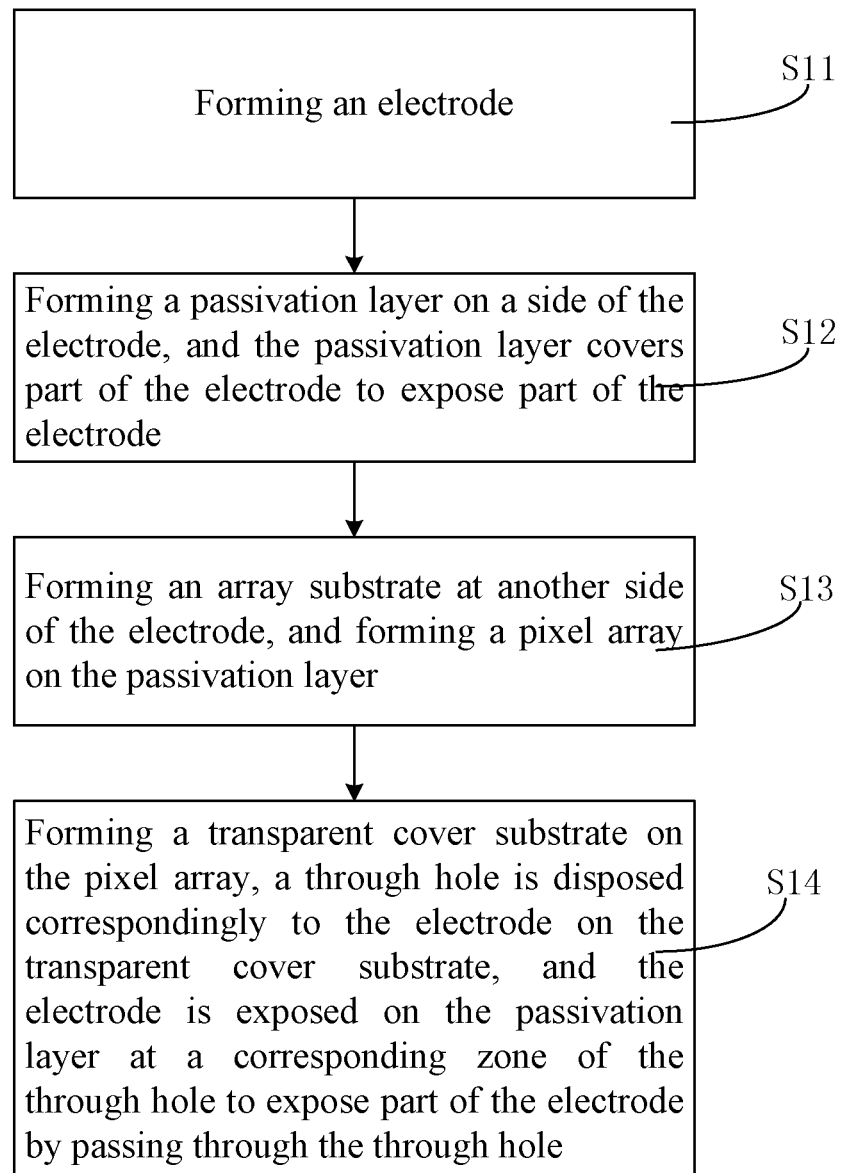 Forming an electrode
S11
Forming a passivation layer on a side of the
electrode, and the passivation layer covers
part of the electrode to expose part of the
electrode
S12
Forming an array substrate at another side
of the electrode, and forming a pixel array
on the passivation layer
S13
Forming a transparent cover substrate on
the pixel array, a through hole is disposed
correspondingly to the electrode on the
transparent cover substrate, and the
electrode is exposed on the passivation
layer at a corresponding zone of the
through hole to expose part of the electrode
by passing through the through hole
S14